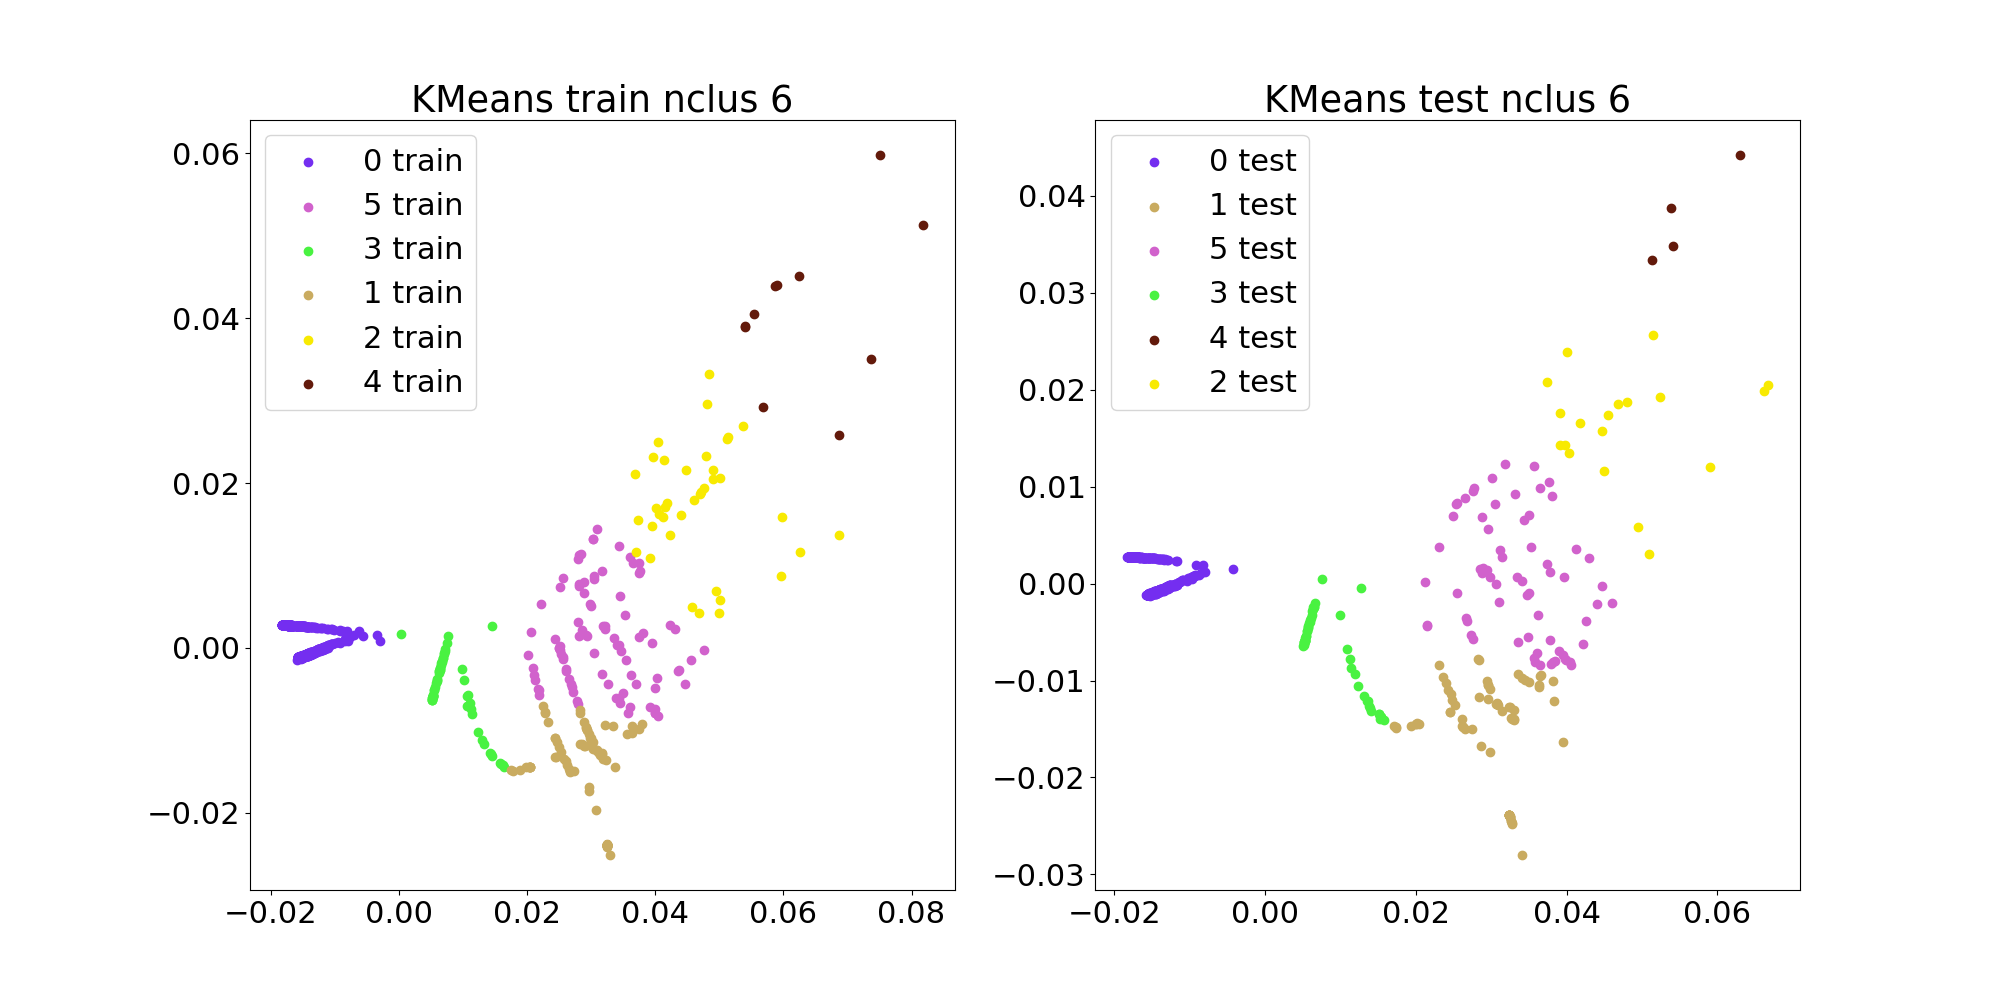 KMeans train nclus 6
0 train
5 train
3 train
1 train
2 train
4 train
0.06
0.04
0.02
0.00
−0.02
−0.02 0.00 0.02 0.04 0.06 0.08
KMeans test nclus 6
0 test
1 test
5 test
3 test
4 test
2 test
0.04
0.03
0.02
0.01
0.00
−0.01
−0.02
−0.03
−0.02 0.00 0.02 0.04 0.06